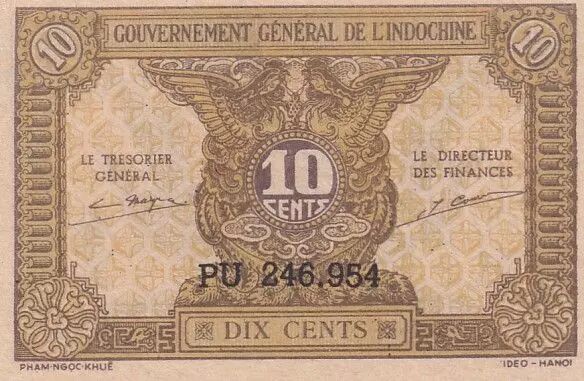 10 GOUVERNEMENT GÉNÉRAL DE L'INDOCHINE 10
LE TRESORIER
GÉNÉRAL
10
CENTS
LE DIRECTEUR
DES FINANCES
PU 246.954
DIX CENTS
PHAM-NGOC-KHUÊ
IDEO-HANOI